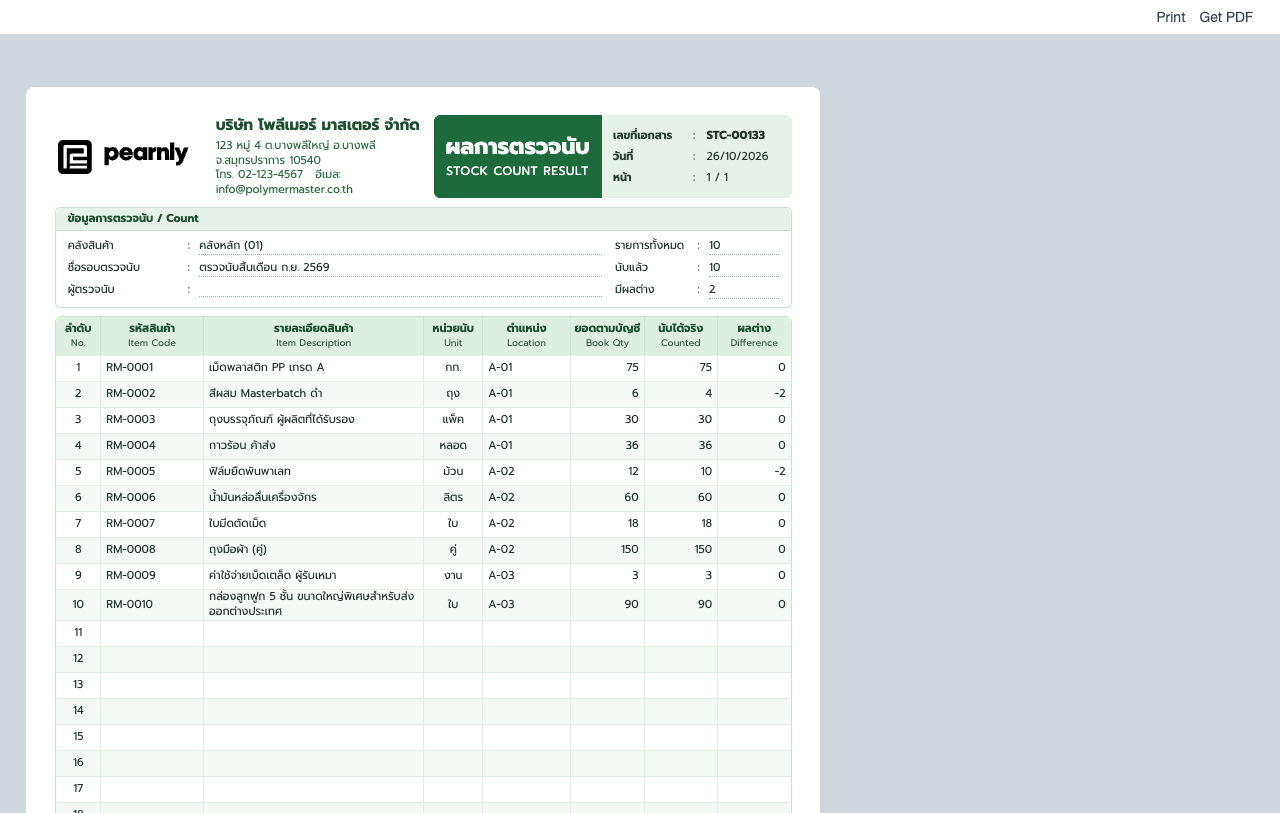 Print Get PDF
pearnly
บริษัท โพลีเมอร์ มาสเตอร์ จำกัด
123 หมู่ 4 ต.บางพลีใหญ่ อ.บางพลี
จ.สมุทรปราการ 10540
โทร. 02-123-4567 อีเมล:
info@polymermaster.co.th
ผลการตรวจนับ
STOCK COUNT RESULT
เลขที่เอกสาร : STC-00133
วันที่ : 26/10/2026
หน้า : 1 / 1
ข้อมูลการตรวจนับ / Count
คลังสินค้า : คลังหลัก (01) รายการทั้งหมด : 10
ชื่อรอบตรวจนับ : ตรวจนับสิ้นเดือน ก.ย. 2569 นับแล้ว : 10
ผู้ตรวจนับ : มีผลต่าง : 2
ลำดับ รหัสสินค้า รายละเอียดสินค้า หน่วยนับ ตำแหน่ง ยอดตามบัญชี นับได้จริง ผลต่าง
No. Item Code Item Description Unit Location Book Qty Counted Difference
1 RM-0001 เม็ดพลาสติก PP เกรด A กก. A-01 75 75 0
2 RM-0002 สีผสม Masterbatch ดำ ถุง A-01 6 4 -2
3 RM-0003 ถุงบรรจุภัณฑ์ ผู้ผลิตที่ได้รับรอง แพ็ค A-01 30 30 0
4 RM-0004 กาวร้อน ค้าส่ง หลอด A-01 36 36 0
5 RM-0005 ฟิล์มยืดพันพาเลท ม้วน A-02 12 10 -2
6 RM-0006 น้ำมันหล่อลื่นเครื่องจักร ลิตร A-02 60 60 0
7 RM-0007 ใบมีดตัดเม็ด ใบ A-02 18 18 0
8 RM-0008 ถุงมือผ้า (คู่) คู่ A-02 150 150 0
9 RM-0009 ค่าใช้จ่ายเบ็ดเตล็ด ผู้รับเหมา งาน A-03 3 3 0
10 RM-0010 กล่องลูกฟูก 5 ชั้น ขนาดใหญ่พิเศษสำหรับส่ง ใบ A-03 90 90 0
ออกต่างประเทศ
11
12
13
14
15
16
17
18